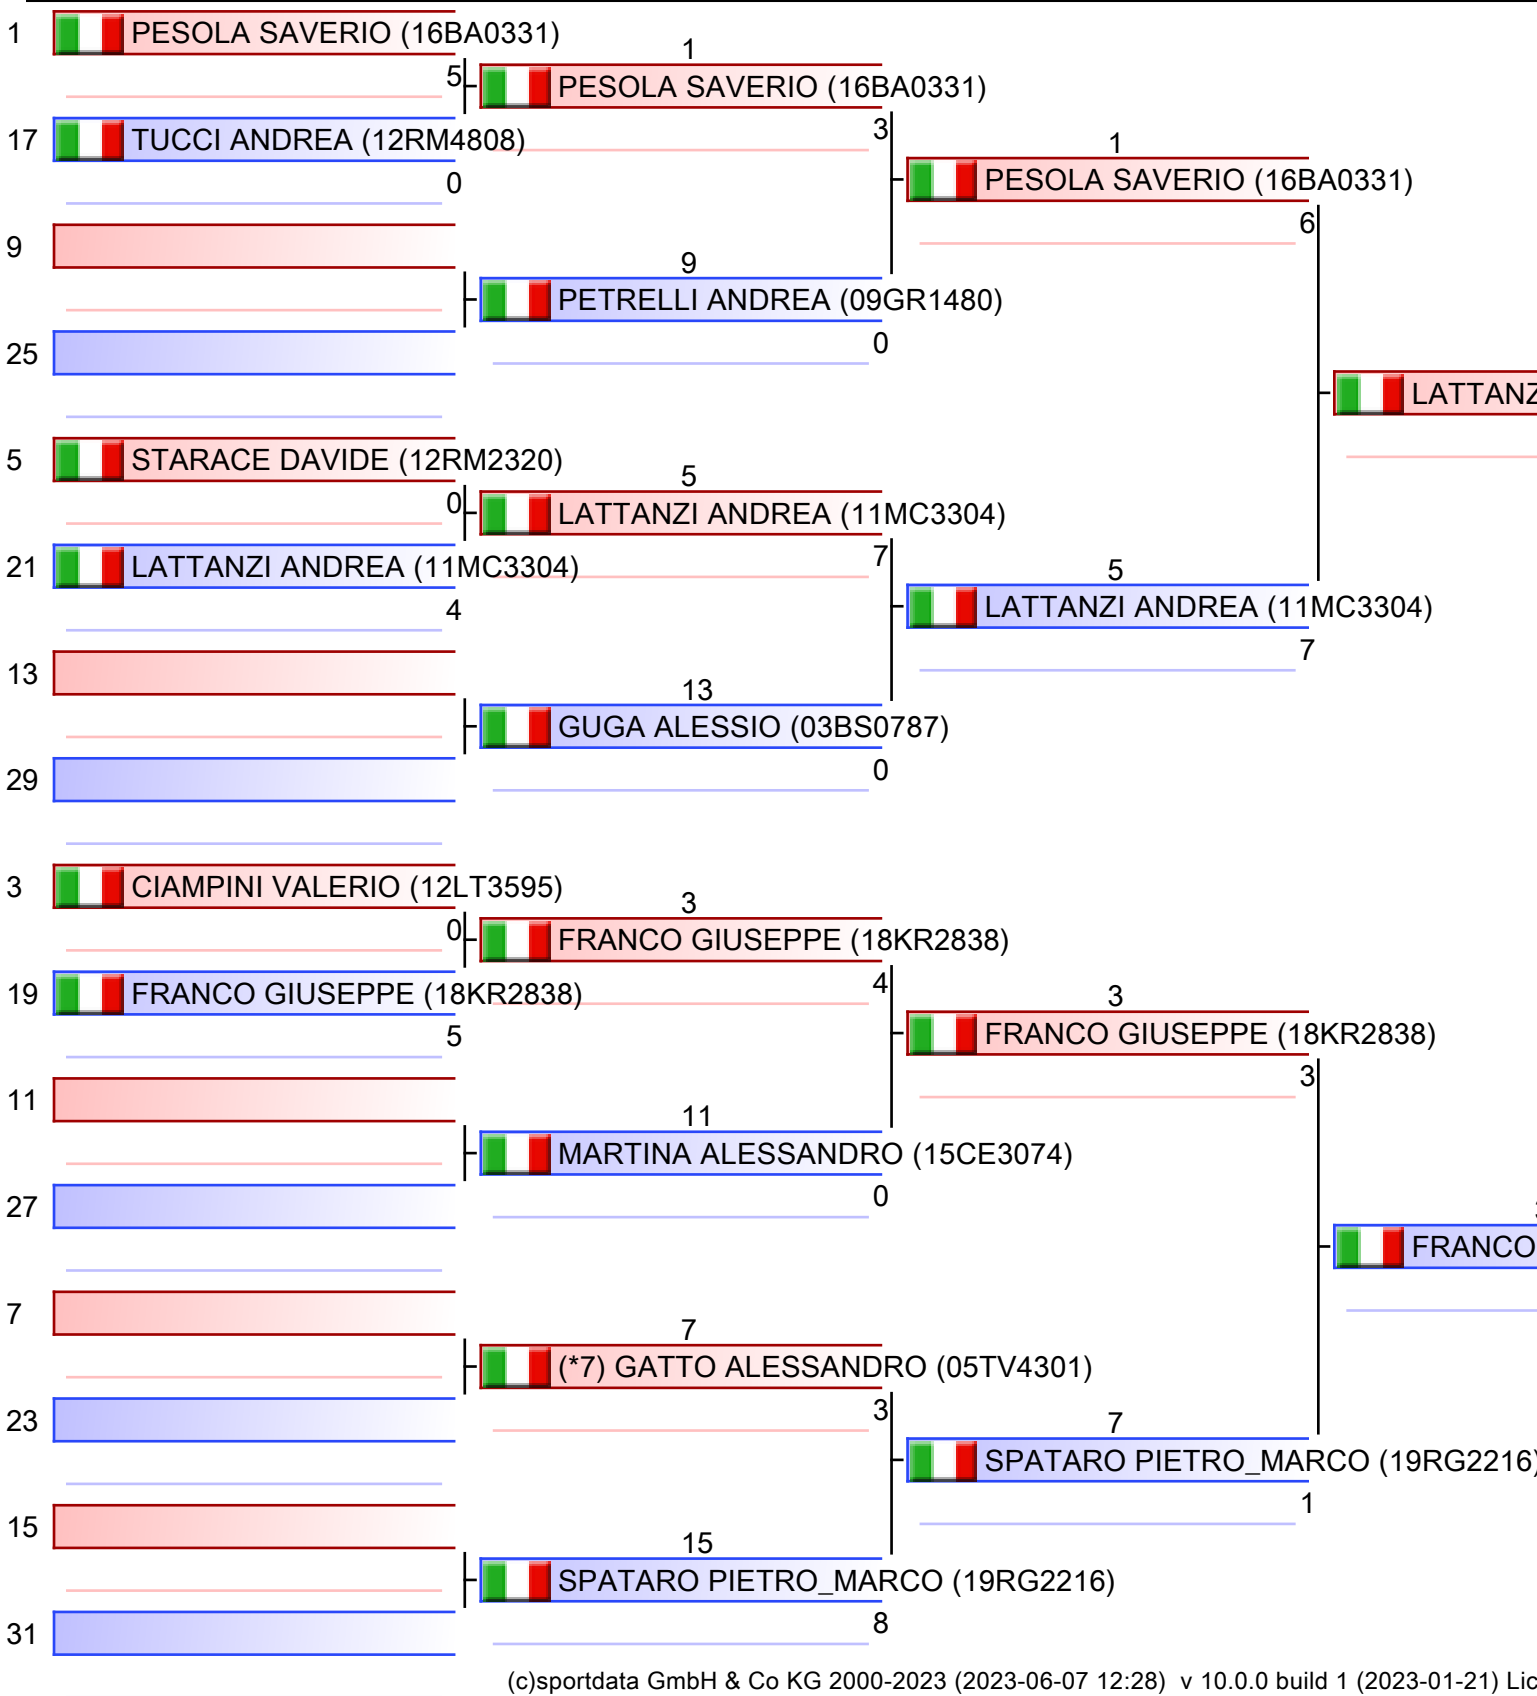 1 PESOLA SAVERIO (16BA0331)
1
5 PESOLA SAVERIO (16BA0331)
3
17 TUCCI ANDREA (12RM4808)
1
0 PESOLA SAVERIO (16BA0331)
6
9
9
PETRELLI ANDREA (09GR1480)
0
25
LATTANZ
5 STARACE DAVIDE (12RM2320)
5
0 LATTANZI ANDREA (11MC3304)
7
21 LATTANZI ANDREA (11MC3304)
5
4 LATTANZI ANDREA (11MC3304)
7
13
13
GUGA ALESSIO (03BS0787)
0
29
3 CIAMPINI VALERIO (12LT3595)
3
0 FRANCO GIUSEPPE (18KR2838)
4
19 FRANCO GIUSEPPE (18KR2838)
3
5 FRANCO GIUSEPPE (18KR2838)
3
11
11
MARTINA ALESSANDRO (15CE3074)
0
27
FRANCO
7
7
(*7) GATTO ALESSANDRO (05TV4301)
3
23
7
SPATARO PIETRO_MARCO (19RG2216)
1
15
15
SPATARO PIETRO_MARCO (19RG2216)
8
31
(c)sportdata GmbH & Co KG 2000-2023 (2023-06-07 12:28) v 10.0.0 build 1 (2023-01-21) Lic